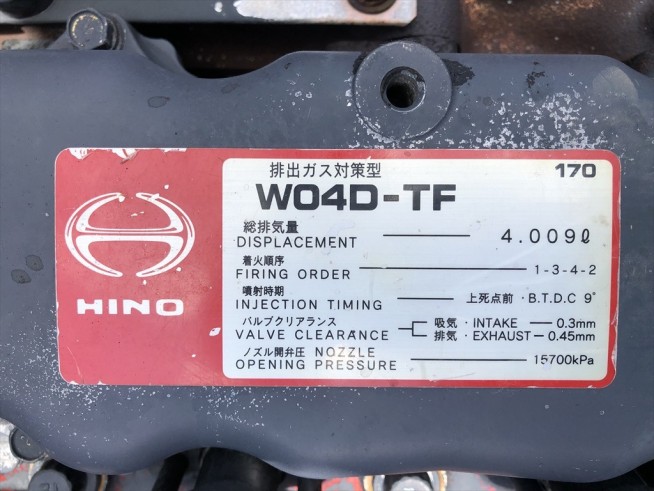 HINO
排出ガス対策型 170
W04D-TF
総排気量
DISPLACEMENT 4.009ℓ
着火順序
FIRING ORDER 1-3-4-2
噴射時期
INJECTION TIMING 上死点前・B.T.D.C 9°
バルブクリアランス 吸気・INTAKE 0.3mm
VALVE CLEARANCE 排気・EXHAUST 0.45mm
ノズル開弁圧 NOZZLE
OPENING PRESSURE 15700kPa